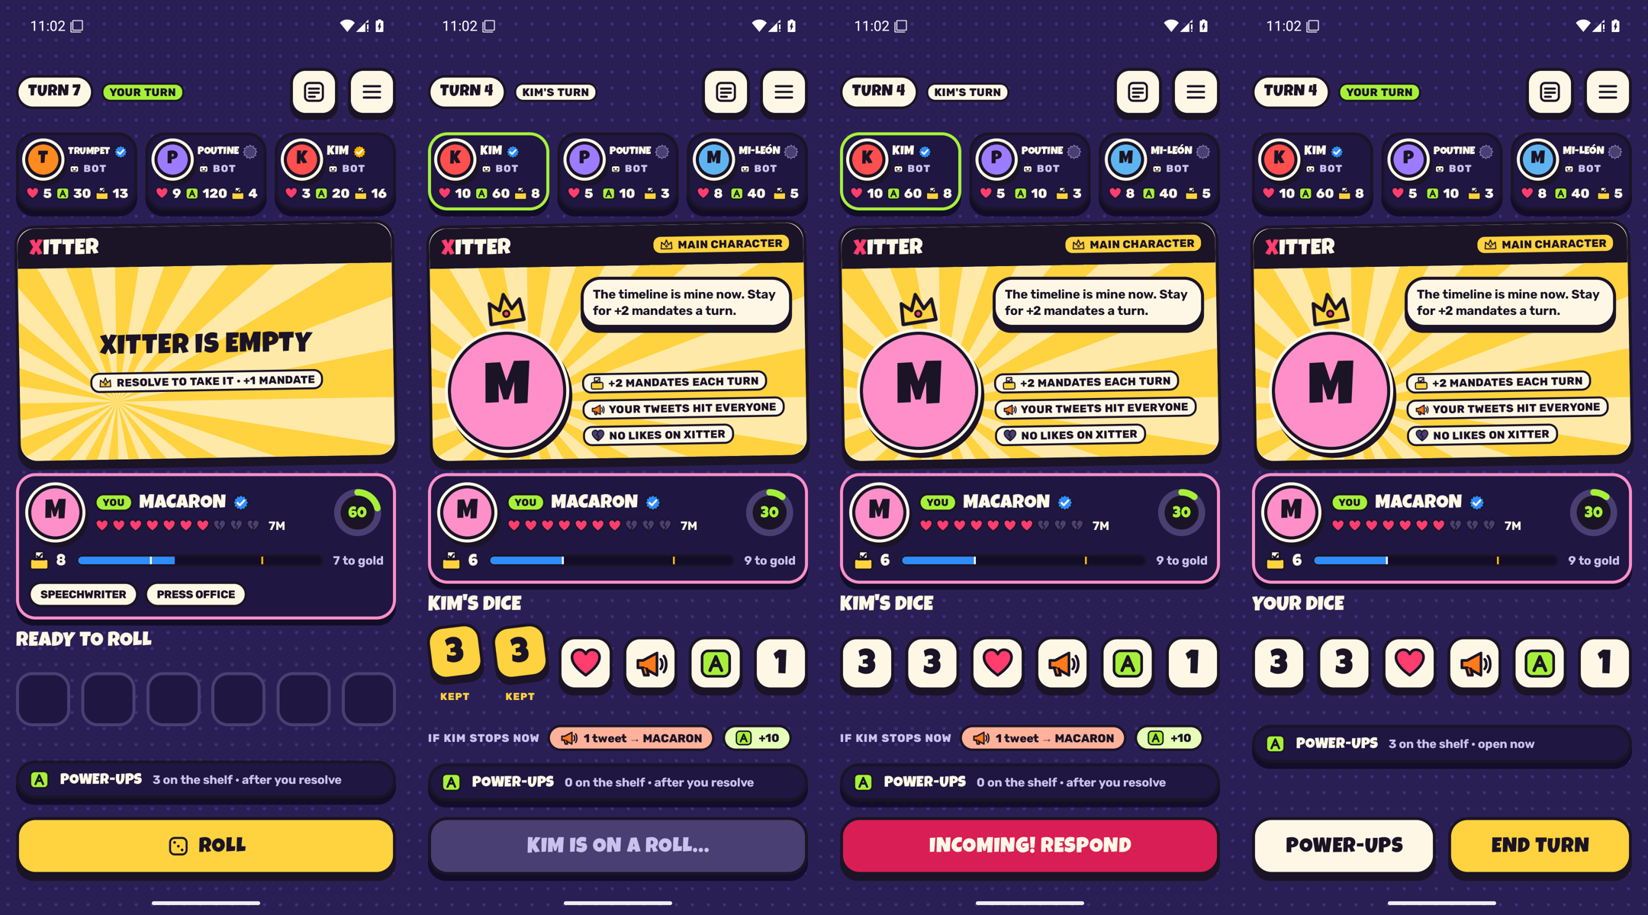 11:02
TURN 7
YOUR TURN
T
TRUMPET
BOT
5 A 30 13
P
POUTINE
BOT
9 A 120 4
K
KIM
BOT
3 A 20 16
XITTER
XITTER IS EMPTY
RESOLVE TO TAKE IT • +1 MANDATE
M
YOU MACARON
7M
60
8
7 to gold
SPEECHWRITER
PRESS OFFICE
READY TO ROLL
A POWER-UPS 3 on the shelf • after you resolve
ROLL
11:02
TURN 4
KIM'S TURN
K
KIM
BOT
10 A 60 8
P
POUTINE
BOT
5 A 10 3
M
MI-LEÓN
BOT
8 A 40 5
XITTER
MAIN CHARACTER
The timeline is mine now. Stay
for +2 mandates a turn.
M
+2 MANDATES EACH TURN
YOUR TWEETS HIT EVERYONE
NO LIKES ON XITTER
M
YOU MACARON
7M
30
6
9 to gold
KIM'S DICE
3 3 A 1
KEPT KEPT
IF KIM STOPS NOW 1 tweet → MACARON A +10
A POWER-UPS 0 on the shelf • after you resolve
KIM IS ON A ROLL...
11:02
TURN 4
KIM'S TURN
K
KIM
BOT
10 A 60 8
P
POUTINE
BOT
5 A 10 3
M
MI-LEÓN
BOT
8 A 40 5
XITTER
MAIN CHARACTER
The timeline is mine now. Stay
for +2 mandates a turn.
M
+2 MANDATES EACH TURN
YOUR TWEETS HIT EVERYONE
NO LIKES ON XITTER
M
YOU MACARON
7M
30
6
9 to gold
KIM'S DICE
3 3 A 1
IF KIM STOPS NOW 1 tweet → MACARON A +10
A POWER-UPS 0 on the shelf • after you resolve
INCOMING! RESPOND
11:02
TURN 4
YOUR TURN
K
KIM
BOT
10 A 60 8
P
POUTINE
BOT
5 A 10 3
M
MI-LEÓN
BOT
8 A 40 5
XITTER
MAIN CHARACTER
The timeline is mine now. Stay
for +2 mandates a turn.
M
+2 MANDATES EACH TURN
YOUR TWEETS HIT EVERYONE
NO LIKES ON XITTER
M
YOU MACARON
7M
30
6
9 to gold
YOUR DICE
3 3 A 1
A POWER-UPS 3 on the shelf • open now
POWER-UPS
END TURN